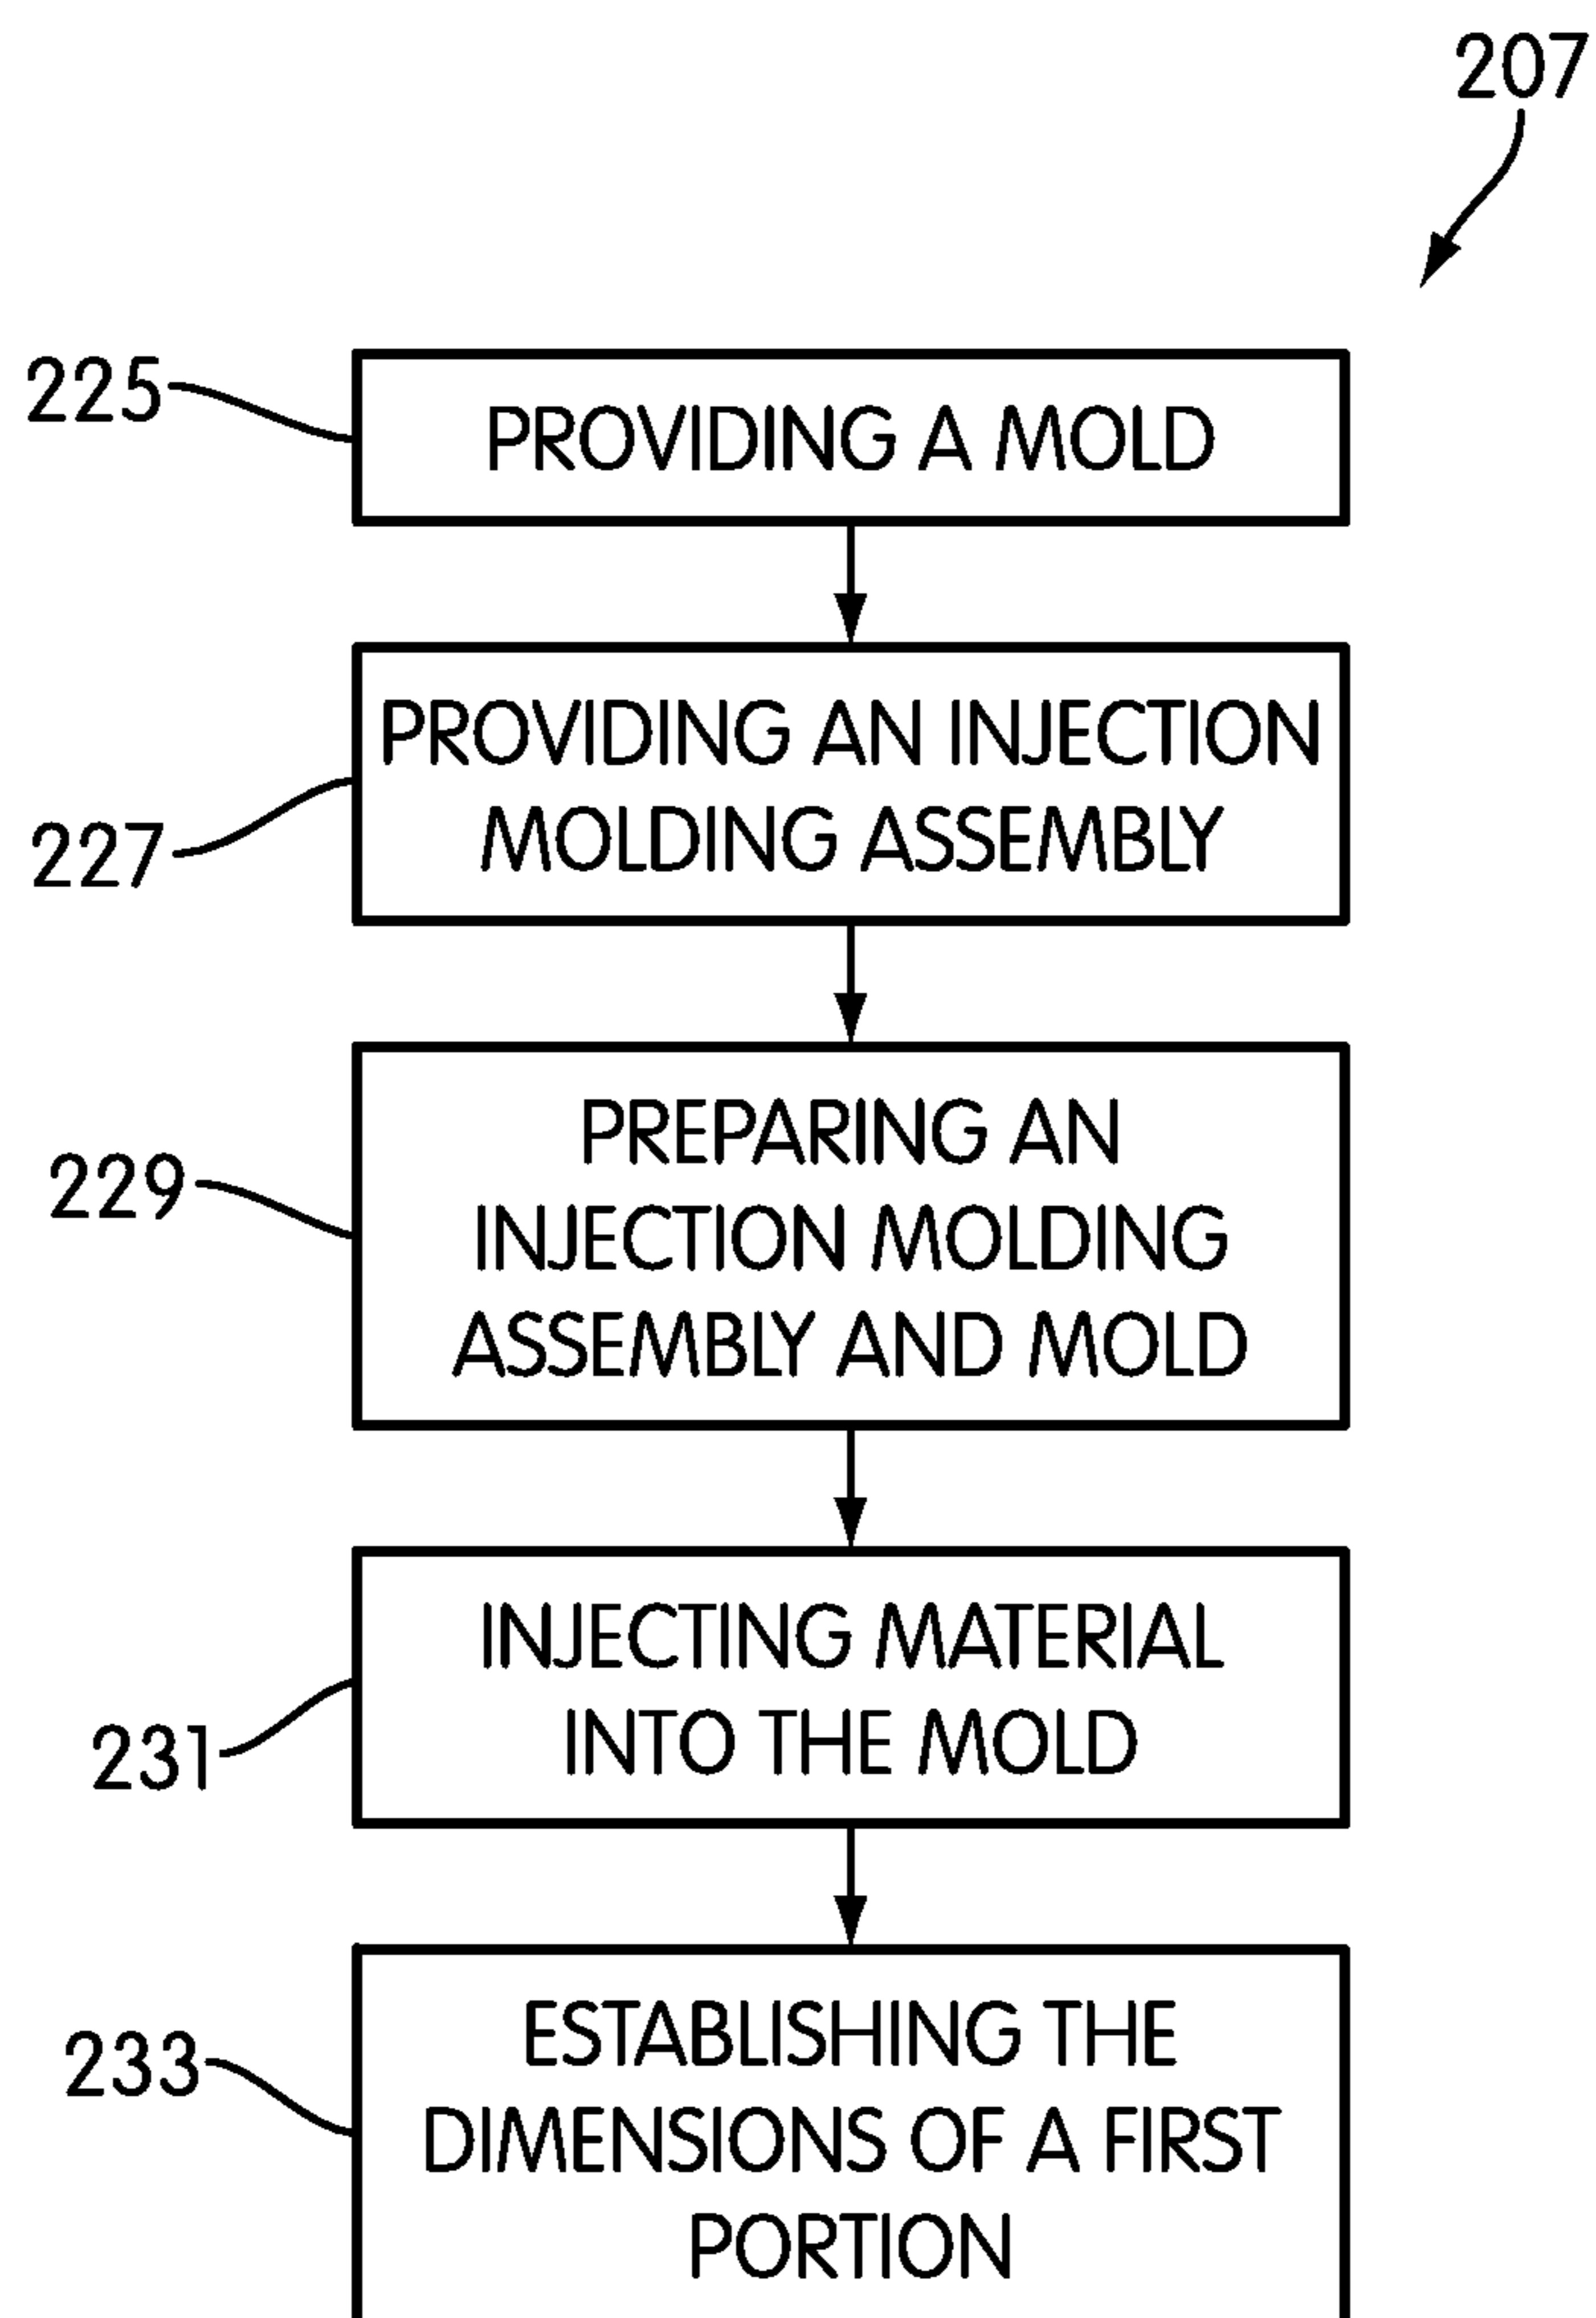 207
225
PROVIDING A MOLD
227
PROVIDING AN INJECTION
MOLDING ASSEMBLY
229
PREPARING AN
INJECTION MOLDING
ASSEMBLY AND MOLD
231
INJECTING MATERIAL
INTO THE MOLD
233
ESTABLISHING THE
DIMENSIONS OF A FIRST
PORTION